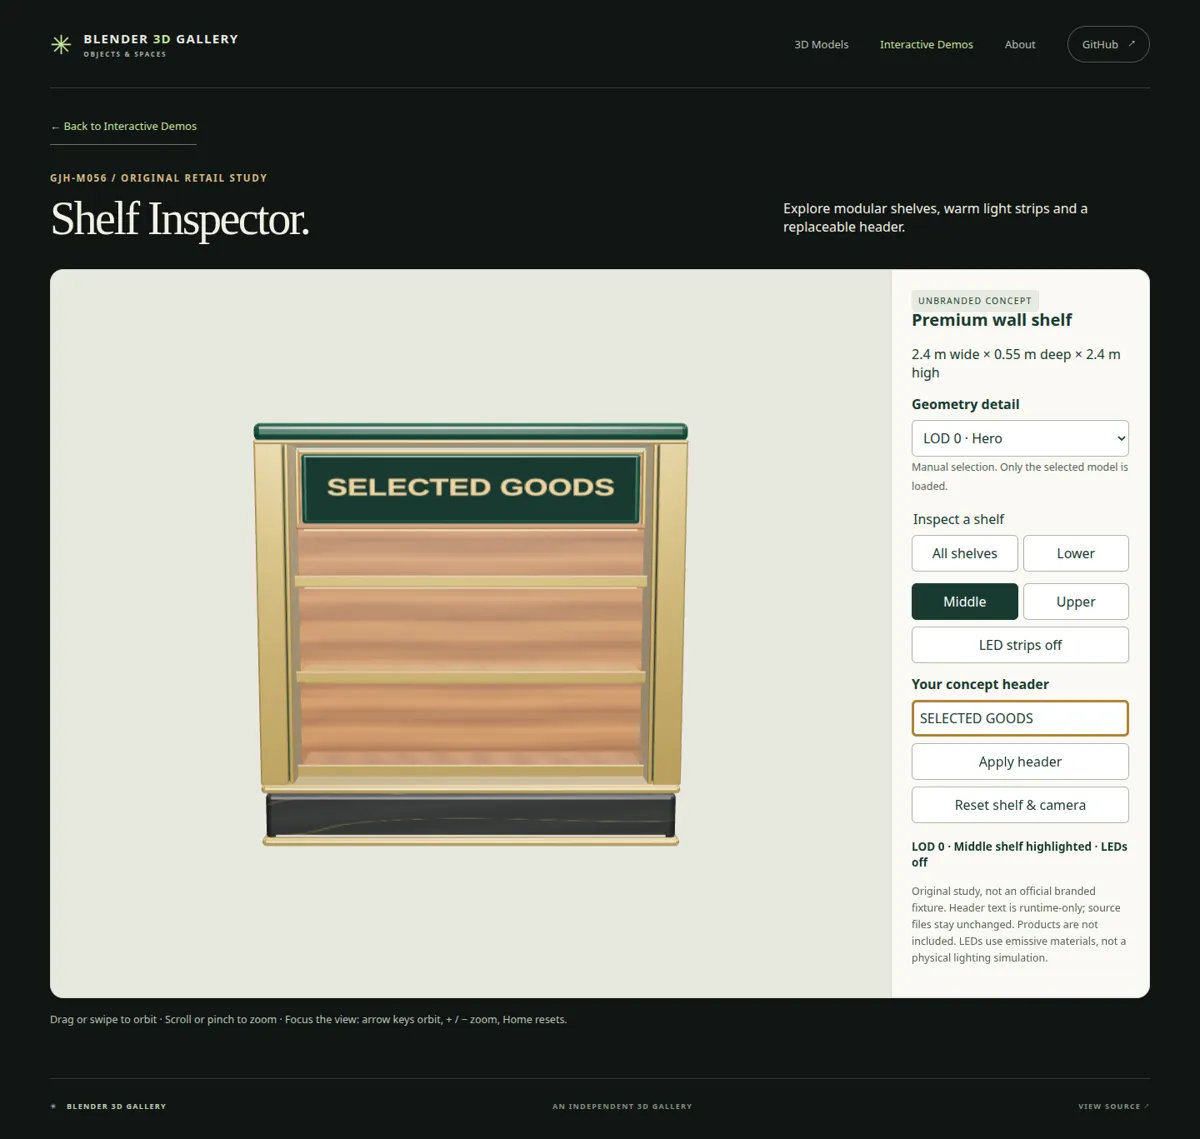 BLENDER 3D GALLERY
OBJECTS & SPACES
3D Models
Interactive Demos
About
GitHub ↗
← Back to Interactive Demos
GJH-M056 / ORIGINAL RETAIL STUDY
Shelf Inspector.
Explore modular shelves, warm light strips and a
replaceable header.
SELECTED GOODS
UNBRANDED CONCEPT
Premium wall shelf
2.4 m wide × 0.55 m deep × 2.4 m
high
Geometry detail
LOD 0 · Hero
Manual selection. Only the selected model is
loaded.
Inspect a shelf
All shelves
Lower
Middle
Upper
LED strips off
Your concept header
SELECTED GOODS
Apply header
Reset shelf & camera
LOD 0 · Middle shelf highlighted · LEDs
off
Original study, not an official branded
fixture. Header text is runtime-only; source
files stay unchanged. Products are not
included. LEDs use emissive materials, not a
physical lighting simulation.
Drag or swipe to orbit · Scroll or pinch to zoom · Focus the view: arrow keys orbit, + / − zoom, Home resets.
BLENDER 3D GALLERY
AN INDEPENDENT 3D GALLERY
VIEW SOURCE ↗